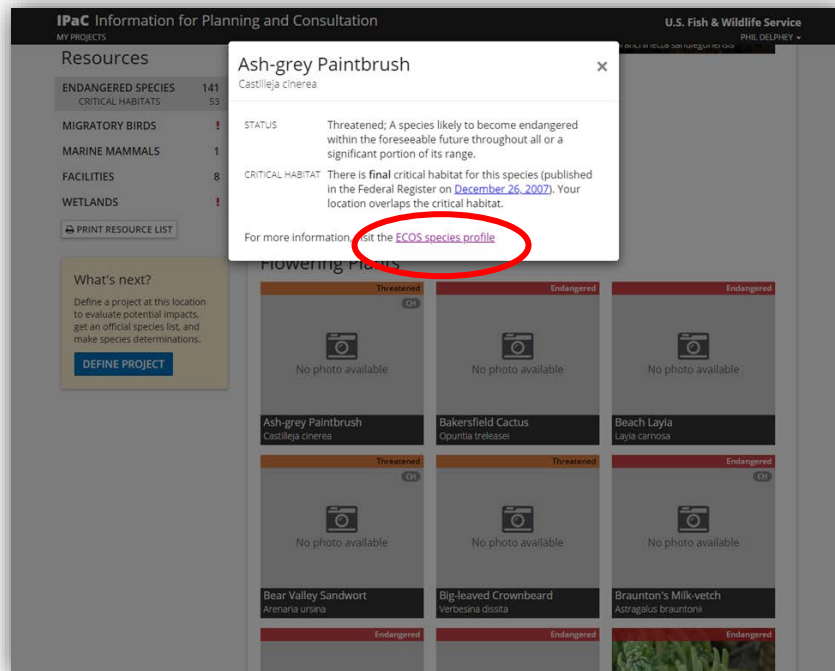 IPaC Information for Planning and Consultation
U.S. Fish & Wildlife Service
MY PROJECTS
PHIL DELPHEY
Resources
ENDANGERED SPECIES 141
CRITICAL HABITATS 53
MIGRATORY BIRDS !
MARINE MAMMALS 1
FACILITIES 8
WETLANDS !
PRINT RESOURCE LIST
What's next?
Define a project at this location
to evaluate potential impacts,
get an official species list, and
make species determinations.
DEFINE PROJECT
Ash-grey Paintbrush ×
Castilleja cinerea
STATUS Threatened; A species likely to become endangered
within the foreseeable future throughout all or a
significant portion of its range.
CRITICAL HABITAT There is final critical habitat for this species (published
in the Federal Register on December 26, 2007). Your
location overlaps the critical habitat.
For more information, visit the ECOS species profile
Flowering Plants
Threatened
CH
No photo available
Ash-grey Paintbrush
Castilleja cinerea
Endangered
No photo available
Bakersfield Cactus
Opuntia treleasei
Endangered
No photo available
Beach Layia
Layia carnosa
Threatened
CH
No photo available
Bear Valley Sandwort
Arenaria ursina
Threatened
No photo available
Big-leaved Crownbeard
Verbesina dissita
Endangered
CH
No photo available
Braunton's Milk-vetch
Astragalus brauntonii
Endangered
Endangered
Endangered